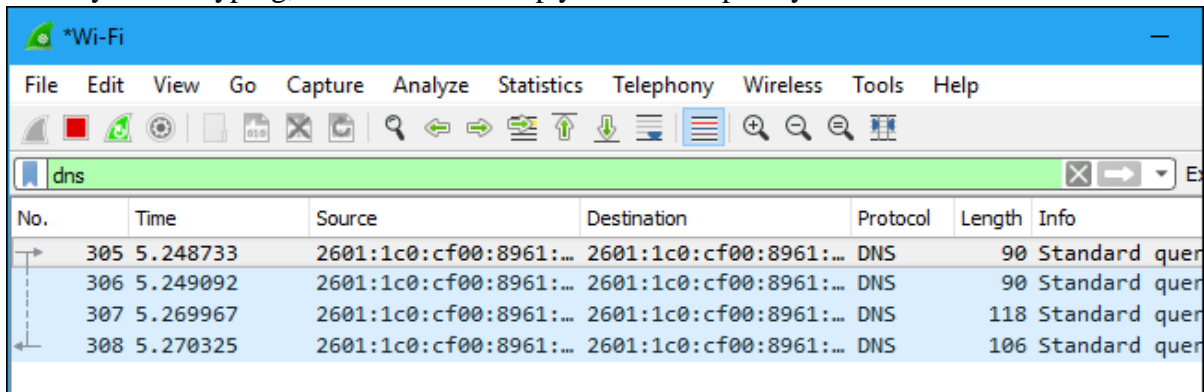 *Wi-Fi
File Edit View Go Capture Analyze Statistics Telephony Wireless Tools Help
dns
No. Time Source Destination Protocol Length Info
305 5.248733 2601:1c0:cf00:8961:… 2601:1c0:cf00:8961:… DNS 90 Standard quer
306 5.249092 2601:1c0:cf00:8961:… 2601:1c0:cf00:8961:… DNS 90 Standard quer
307 5.269967 2601:1c0:cf00:8961:… 2601:1c0:cf00:8961:… DNS 118 Standard quer
308 5.270325 2601:1c0:cf00:8961:… 2601:1c0:cf00:8961:… DNS 106 Standard quer